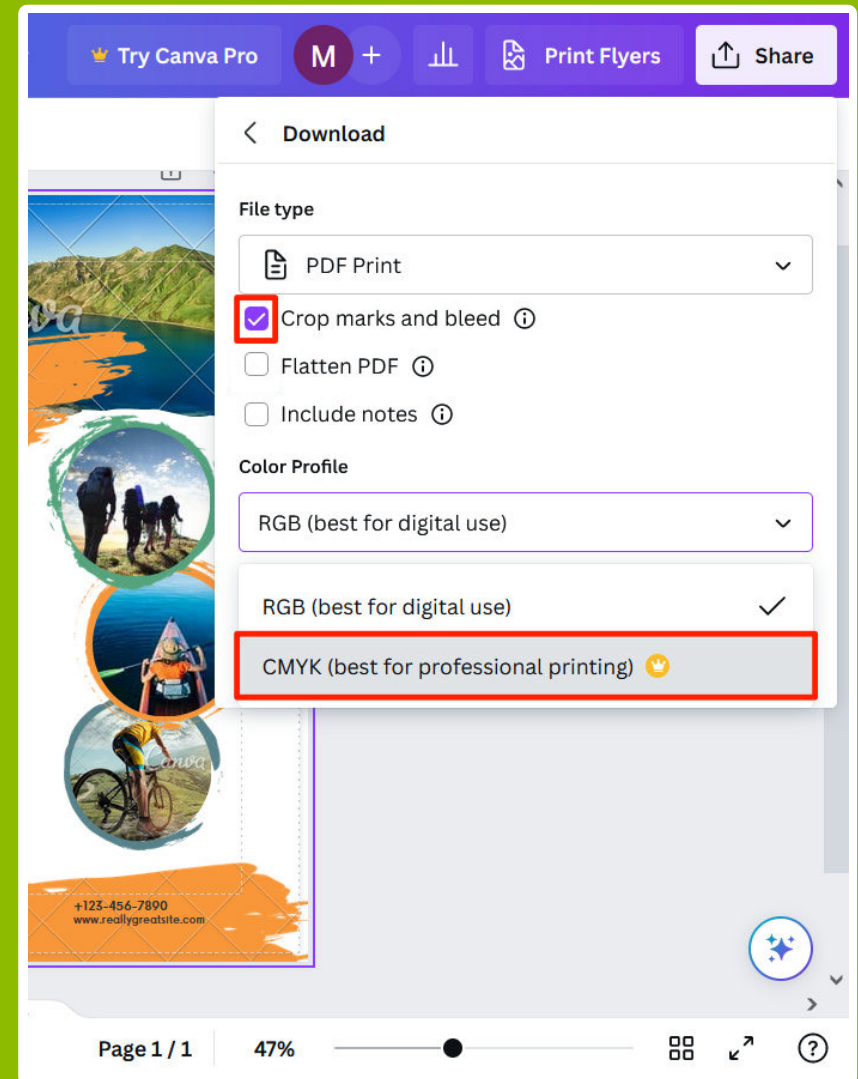 Try Canva Pro
M
+
Print Flyers
Share
Download
File type
PDF Print
Crop marks and bleed
Flatten PDF
Include notes
Color Profile
RGB (best for digital use)
RGB (best for digital use)
CMYK (best for professional printing)
Canva
+123-456-7890
www.reallygreatsite.com
Page 1 / 1
47%
?